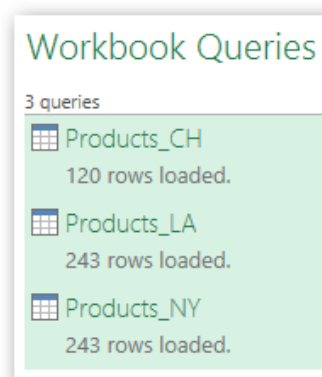 Workbook Queries
3 queries
Products_CH
120 rows loaded.
Products_LA
243 rows loaded.
Products_NY
243 rows loaded.